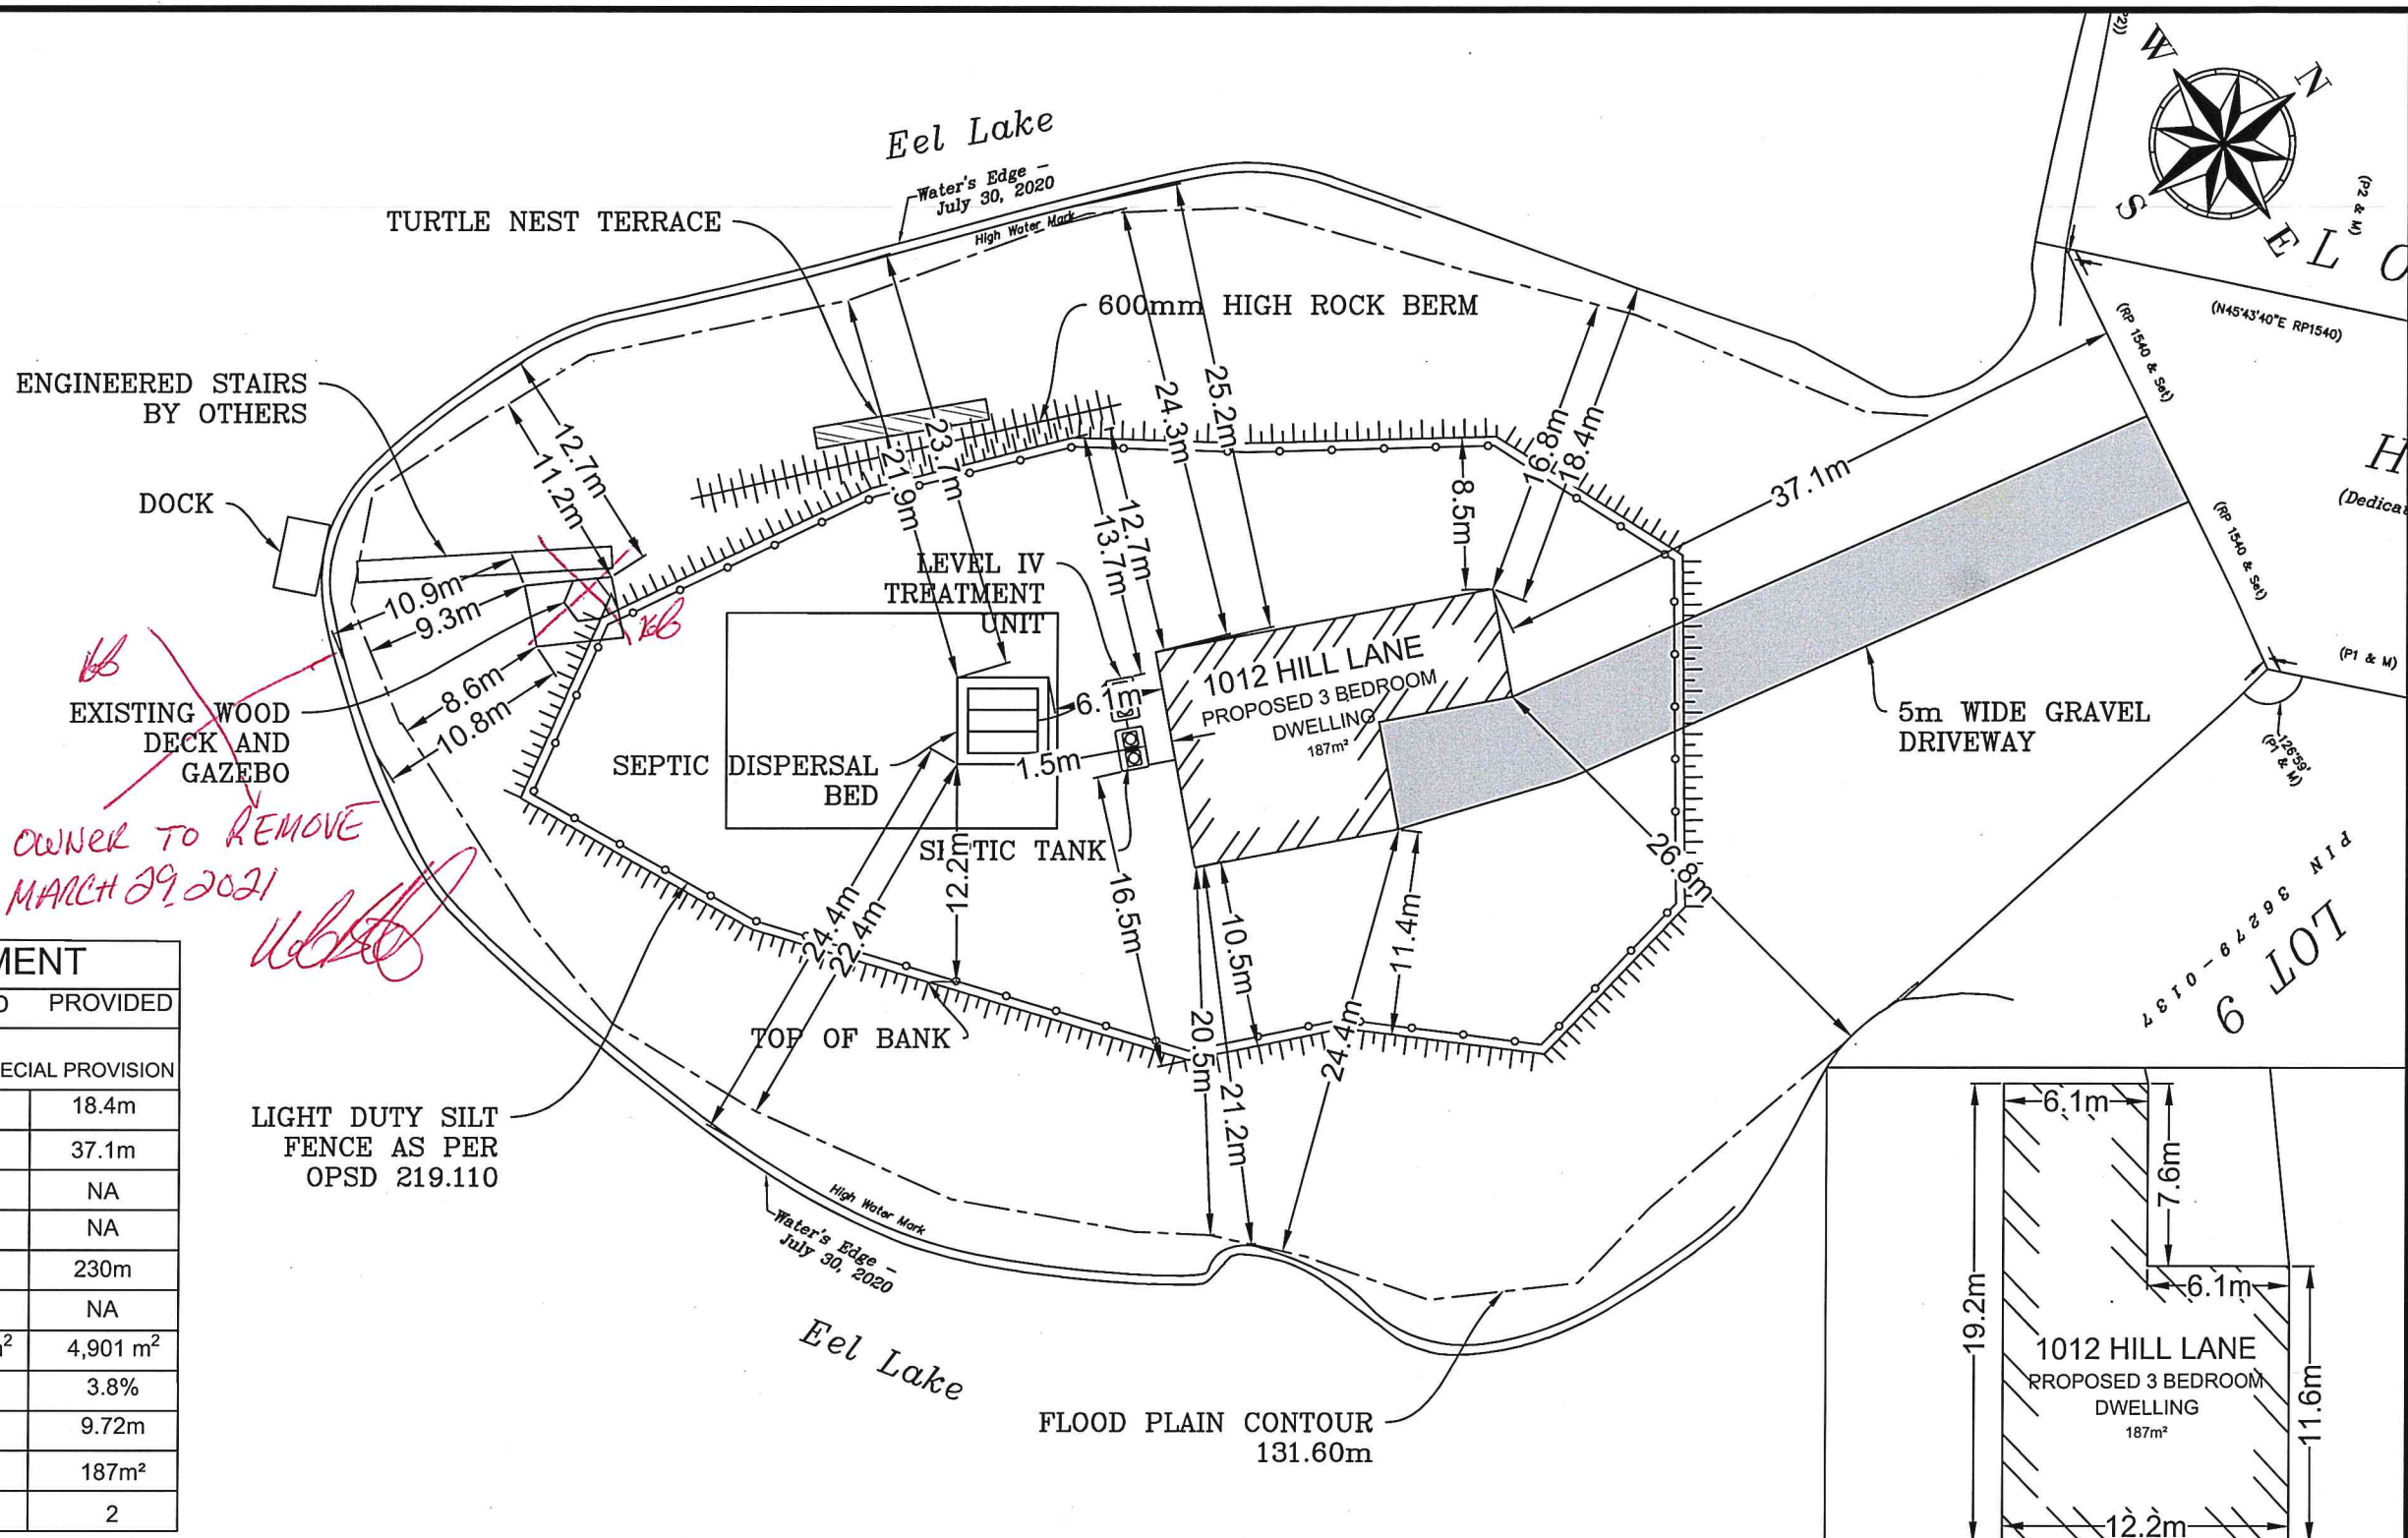 W
N
S
E
(P2 & M)
L O
(N45°43'40"E RP1540)
(RP 1540 & Set)
H
(Dedicat
(RP 1540 & Set)
(P1 & M)
126°59'
(P1 & M)
Eel Lake
Water's Edge -
July 30, 2020
High Water Mark
TURTLE NEST TERRACE
600mm HIGH ROCK BERM
ENGINEERED STAIRS
BY OTHERS
DOCK
12.7m
11.2m
23.7m
21.9m
24.3m
25.2m
12.7m
13.7m
8.5m
16.8m
18.4m
37.1m
10.9m
9.3m
8.6m
10.8m
LEVEL IV
TREATMENT
UNIT
6.1m
1.5m
1012 HILL LANE
PROPOSED 3 BEDROOM
DWELLING
187m²
5m WIDE GRAVEL
DRIVEWAY
EXISTING WOOD
DECK AND
GAZEBO
SEPTIC DISPERSAL
BED
SEPTIC TANK
OWNER TO REMOVE
MARCH 29, 2021
24.4m
22.4m
12.2m
16.5m
10.5m
11.4m
26.8m
20.5m
21.2m
24.4m
TOP OF BANK
LIGHT DUTY SILT
FENCE AS PER
OPSD 219.110
High Water Mark
Water's Edge -
July 30, 2020
Eel Lake
FLOOD PLAIN CONTOUR
131.60m
PIN 36279-0137
LOT 9
MENT
D PROVIDED
ECIAL PROVISION
18.4m
37.1m
NA
NA
230m
NA
m² 4,901 m²
3.8%
9.72m
187m²
2
6.1m
7.6m
6.1m
19.2m
11.6m
1012 HILL LANE
PROPOSED 3 BEDROOM
DWELLING
187m²
12.2m